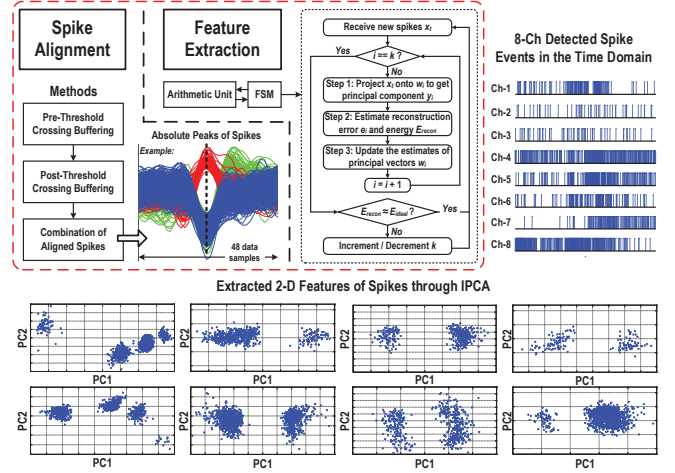 Spike
Alignment
Methods
Pre-Threshold
Crossing Buffering
Post-Threshold
Crossing Buffering
Combination of
Aligned Spikes
Feature
Extraction
Arithmetic Unit
FSM
Absolute Peaks of Spikes
Example:
48 data
samples
Receive new spikes xi
Yes
i == k ?
No
Step 1: Project xi onto wi to get
principal component yi
Step 2: Estimate reconstruction
error ei and energy Erecon
Step 3: Update the estimates of
principal vectors wi
i = i + 1
Erecon ≈ Eideal ?
Yes
No
Increment / Decrement k
8-Ch Detected Spike
Events in the Time Domain
Ch-1
Ch-2
Ch-3
Ch-4
Ch-5
Ch-6
Ch-7
Ch-8
Extracted 2-D Features of Spikes through IPCA
PC2
PC1
PC2
PC1
PC2
PC1
PC2
PC1
PC2
PC1
PC2
PC1
PC2
PC1
PC2
PC1